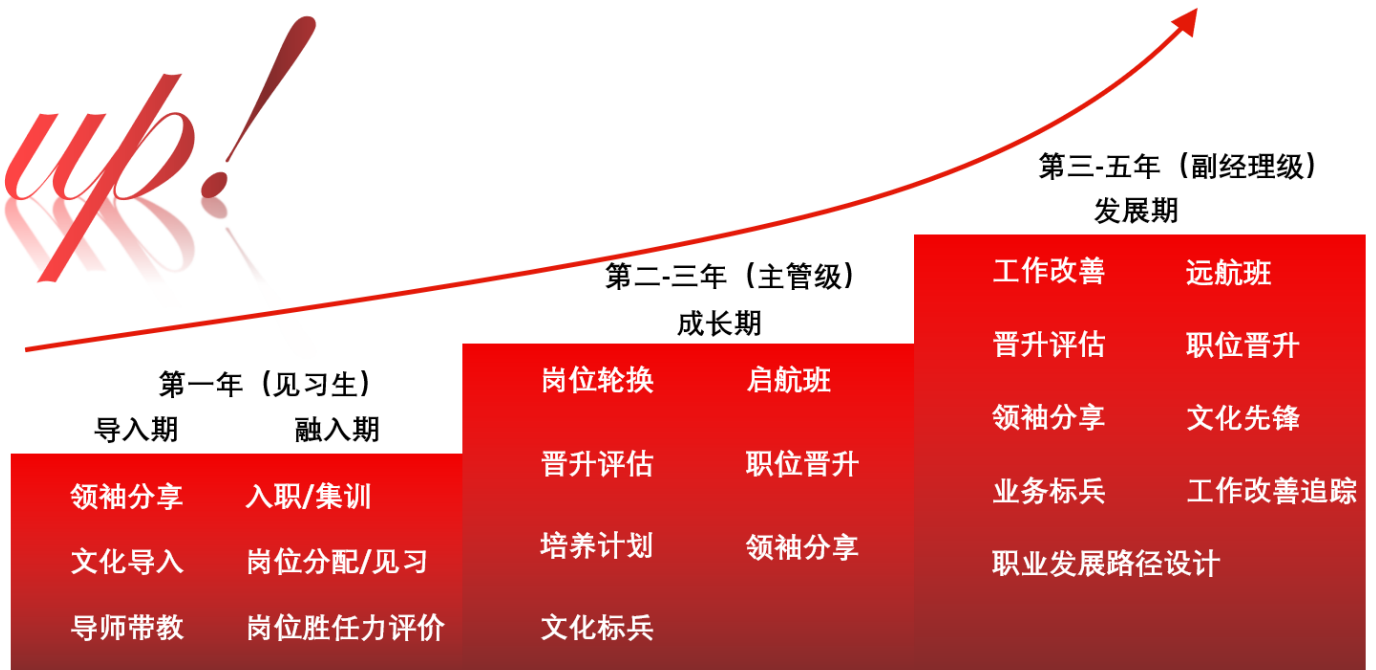 up!
第一年（见习生）
导入期 融入期
领袖分享 入职/集训
文化导入 岗位分配/见习
导师带教 岗位胜任力评价
第二-三年（主管级）
成长期
岗位轮换 启航班
晋升评估 职位晋升
培养计划 领袖分享
文化标兵
第三-五年（副经理级）
发展期
工作改善 远航班
晋升评估 职位晋升
领袖分享 文化先锋
业务标兵 工作改善追踪
职业发展路径设计